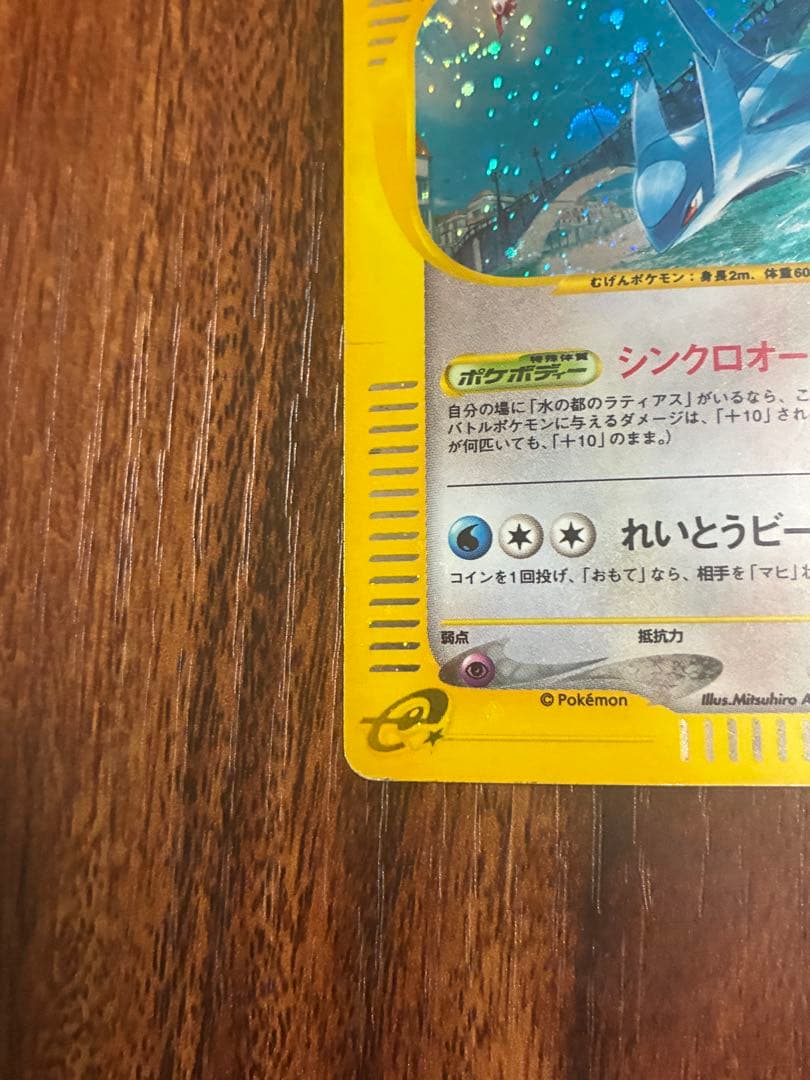 むげんポケモン：身長2m、体重60
特殊体質
ポケボディー
シンクロオー
自分の場に「水の都のラティアス」がいるなら、こ
バトルポケモンに与えるダメージは、「＋10」され
が何匹いても、「＋10」のまま。）
れいとうビー
コインを1回投げ、「おもて」なら、相手を「マヒ」
弱点
抵抗力
© Pokémon
Illus.Mitsuhiro A